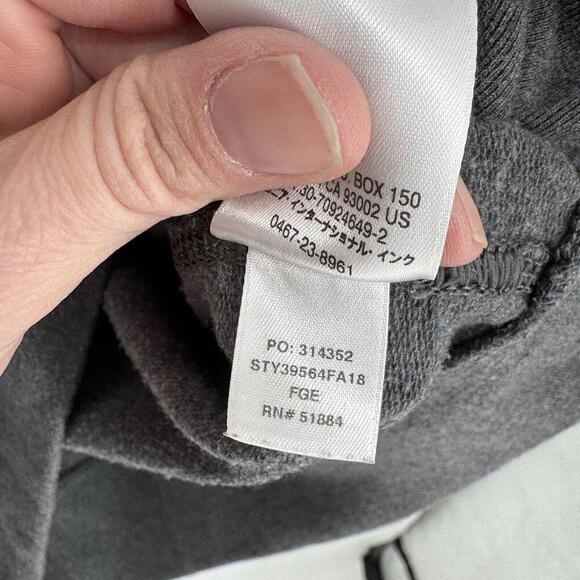 BOX 150
CA 93002 US
30-70924649-2
インターナショナル・インク
0467-23-8961
PO: 314352
STY39564FA18
FGE
RN# 51884